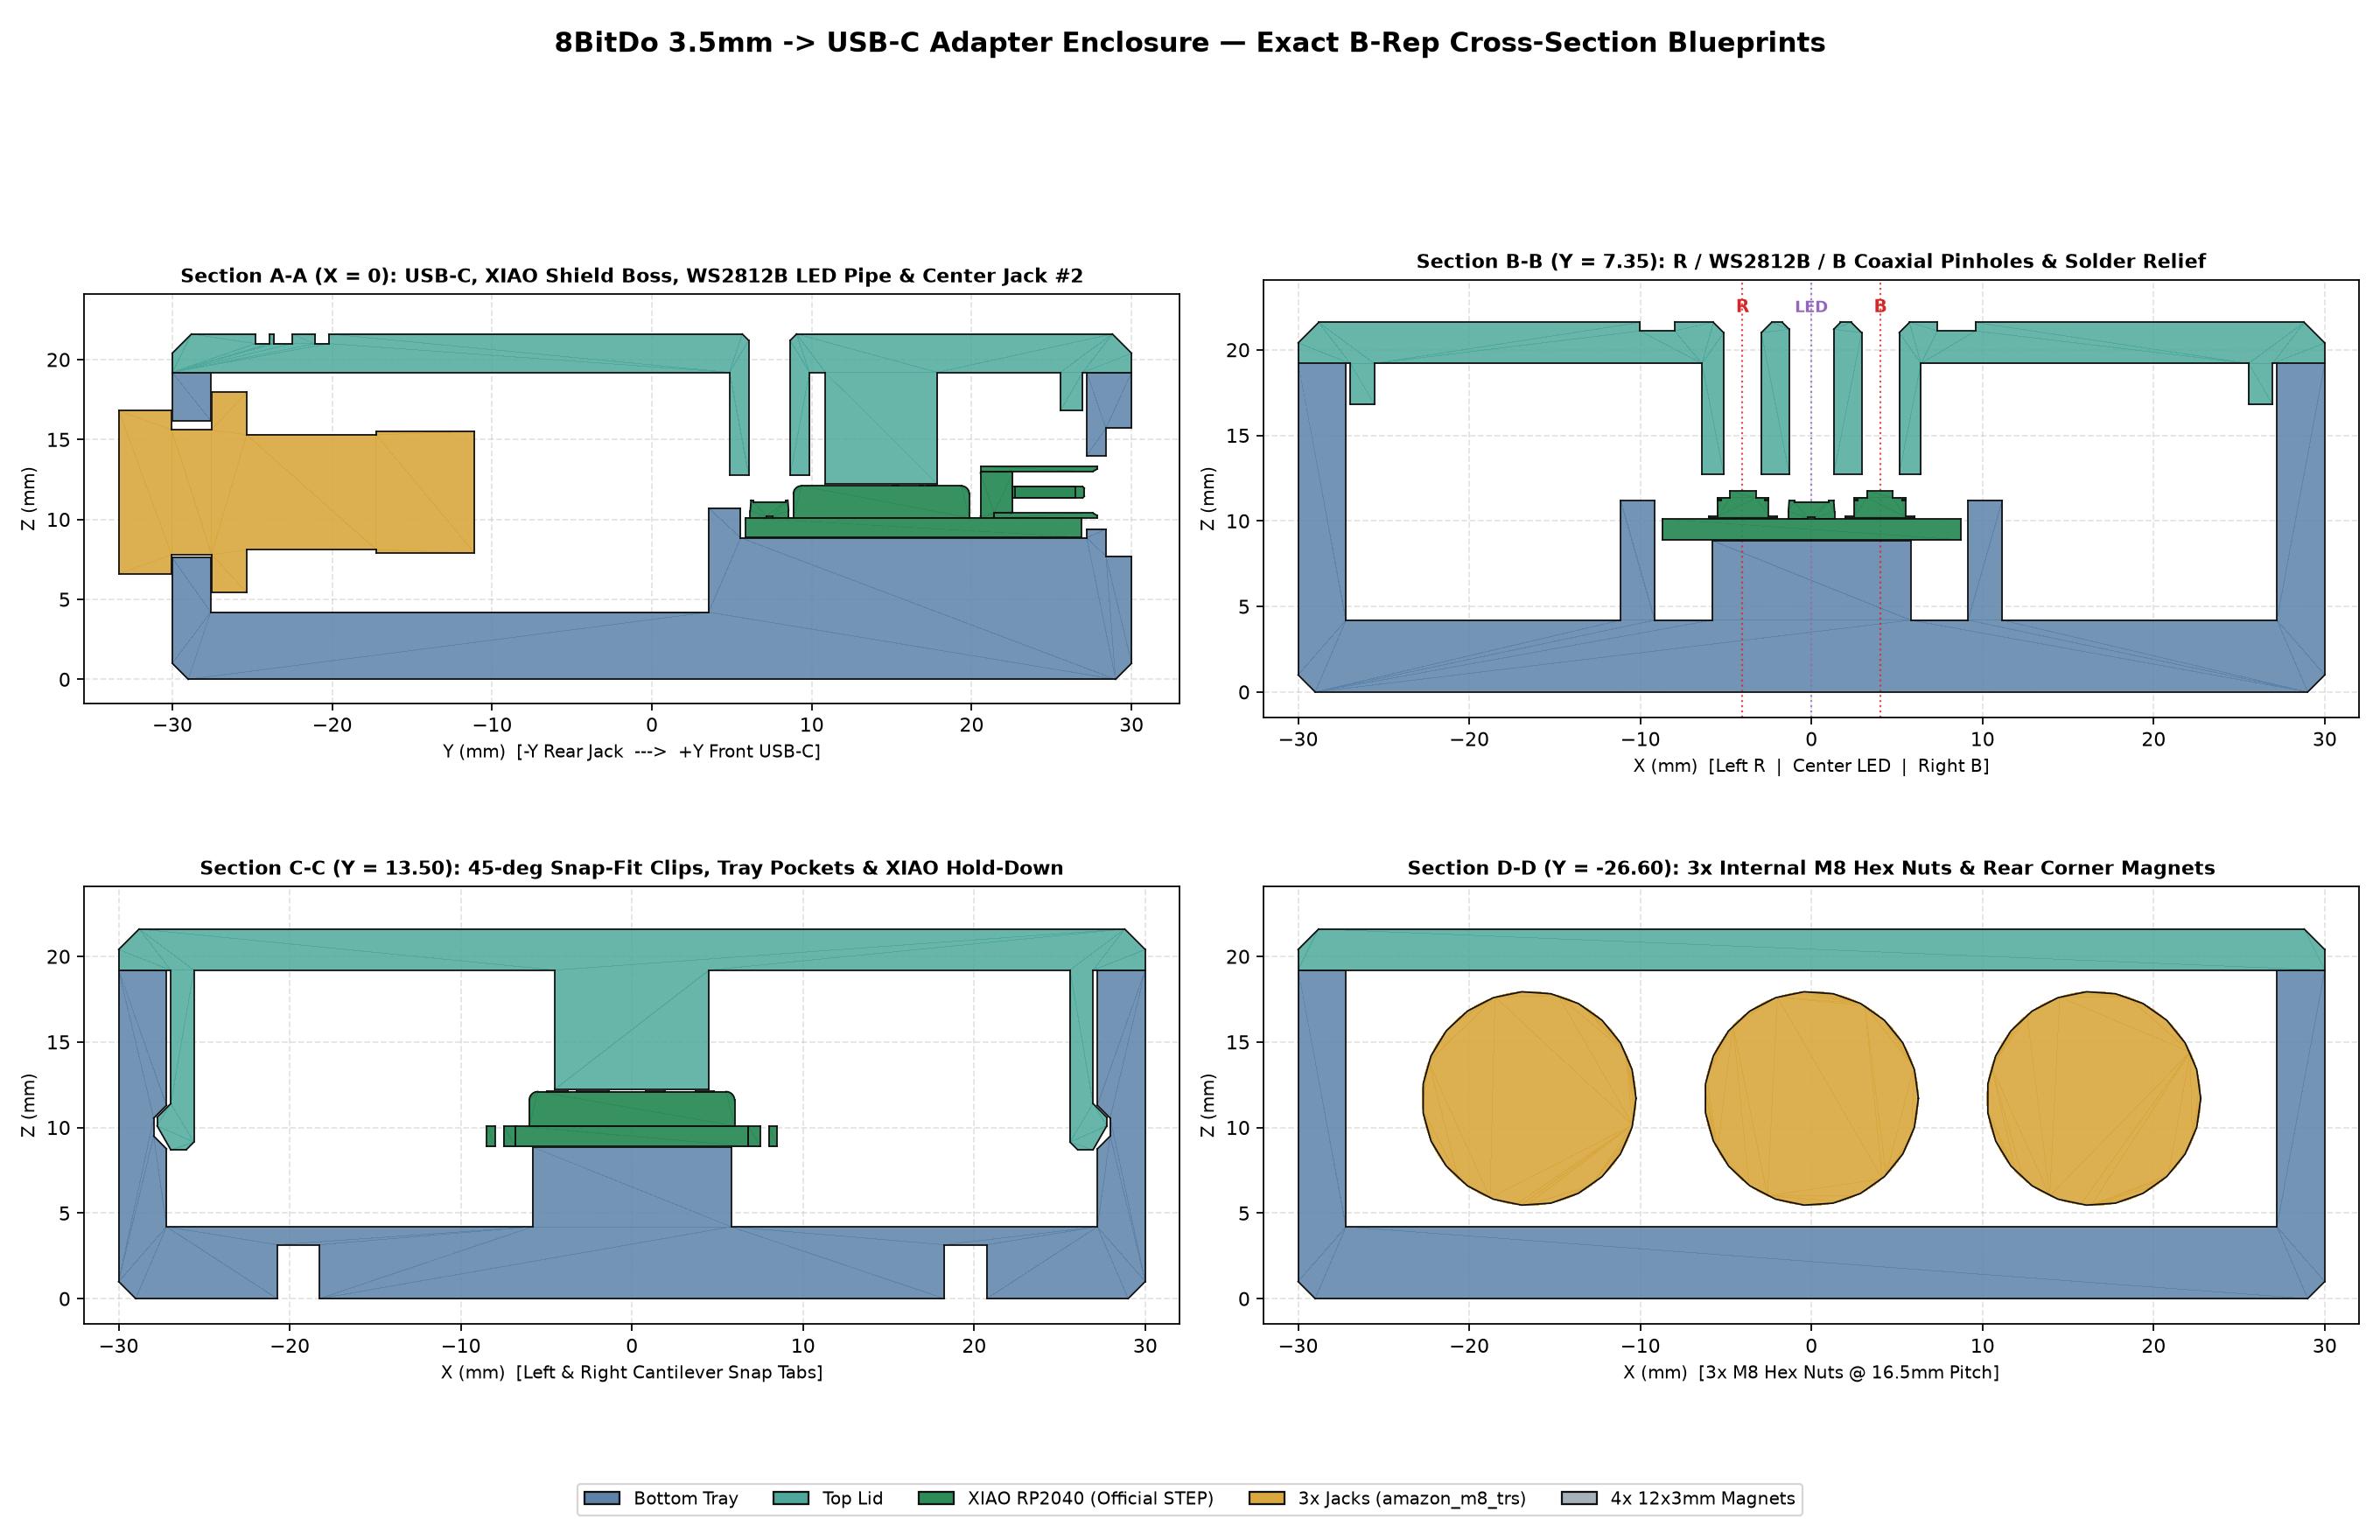 8BitDo 3.5mm -> USB-C Adapter Enclosure — Exact B-Rep Cross-Section Blueprints
Section A-A (X = 0): USB-C, XIAO Shield Boss, WS2812B LED Pipe & Center Jack #2
Z (mm)
20
15
10
5
0
−30
−20
−10
0
10
20
30
Y (mm)  [-Y Rear Jack  --->  +Y Front USB-C]
Section B-B (Y = 7.35): R / WS2812B / B Coaxial Pinholes & Solder Relief
R
LED
B
Z (mm)
20
15
10
5
0
−30
−20
−10
0
10
20
30
X (mm)  [Left R  |  Center LED  |  Right B]
Section C-C (Y = 13.50): 45-deg Snap-Fit Clips, Tray Pockets & XIAO Hold-Down
Z (mm)
20
15
10
5
0
−30
−20
−10
0
10
20
30
X (mm)  [Left & Right Cantilever Snap Tabs]
Section D-D (Y = -26.60): 3x Internal M8 Hex Nuts & Rear Corner Magnets
Z (mm)
20
15
10
5
0
−30
−20
−10
0
10
20
30
X (mm)  [3x M8 Hex Nuts @ 16.5mm Pitch]
Bottom Tray
Top Lid
XIAO RP2040 (Official STEP)
3x Jacks (amazon_m8_trs)
4x 12x3mm Magnets